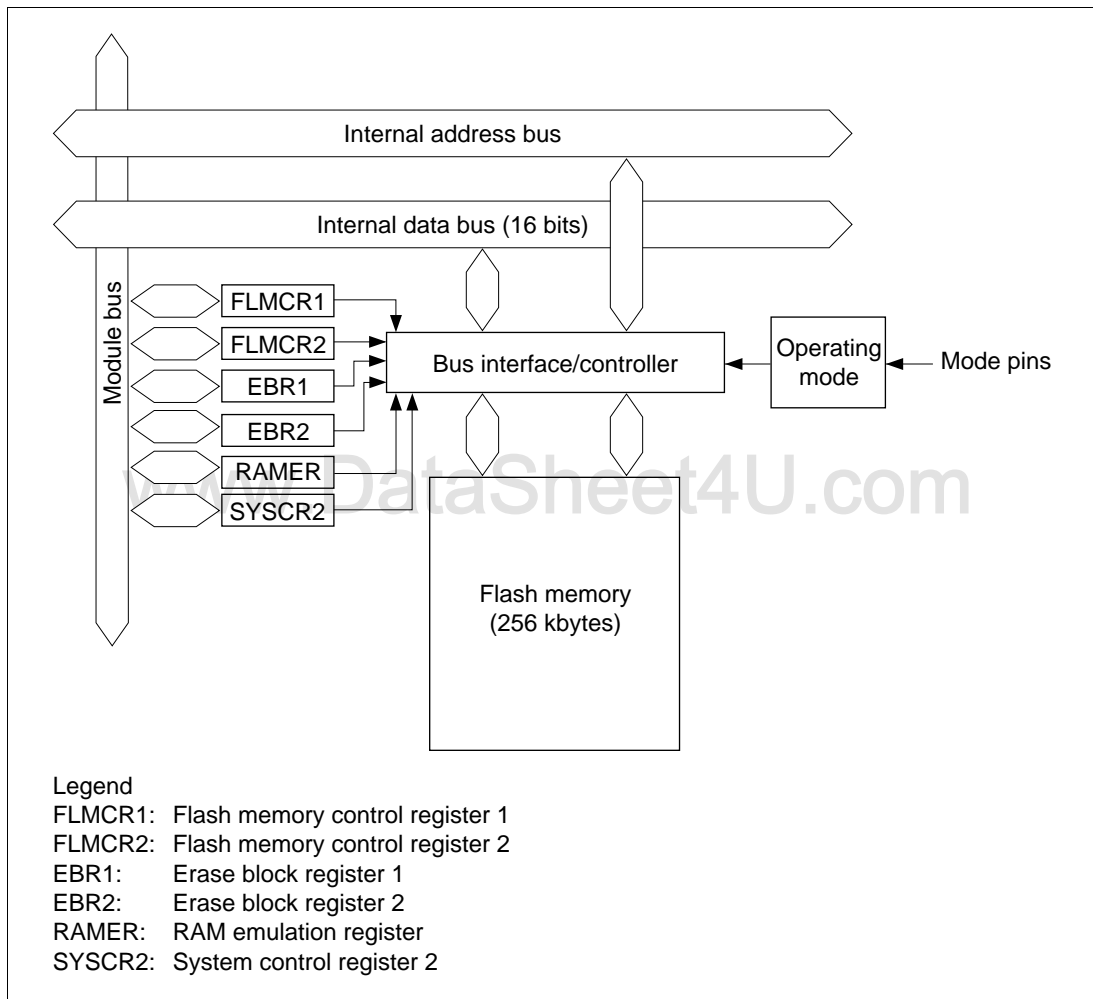 Internal address bus
Internal data bus (16 bits)
Module bus
FLMCR1
FLMCR2
EBR1
EBR2
RAMER
SYSCR2
Bus interface/controller
Operating
mode
Mode pins
www.DataSheet4U.com
Flash memory
(256 kbytes)
Legend
FLMCR1: Flash memory control register 1
FLMCR2: Flash memory control register 2
EBR1: Erase block register 1
EBR2: Erase block register 2
RAMER: RAM emulation register
SYSCR2: System control register 2